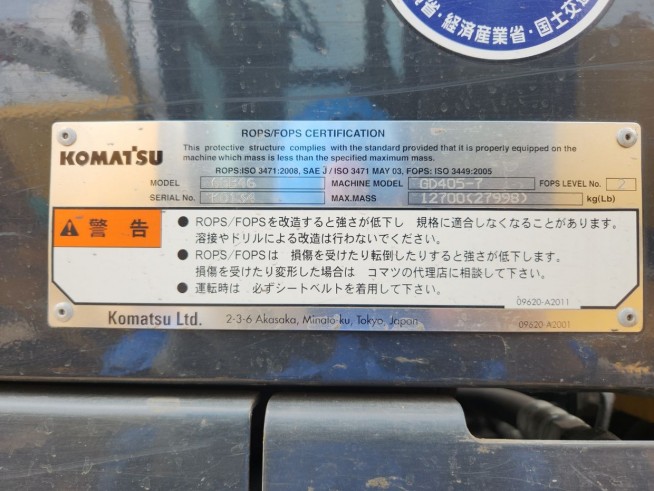 省・経済産業省・国土交
ROPS/FOPS CERTIFICATION
KOMATSU
This protective structure complies with the standard provided that it is properly equipped on the
machine which mass is less than the specified maximum mass.
ROPS:ISO 3471:2008, SAE J / ISO 3471 MAY 03, FOPS: ISO 3449:2005
MODEL MACHINE MODEL GD405-7 FOPS LEVEL No. 2
SERIAL No. MAX.MASS 12700(27998) kg(Lb)
警 告
● ROPS/FOPSを改造すると強さが低下し 規格に適合しなくなることがあります。
溶接やドリルによる改造は行わないでください。
● ROPS/FOPSは 損傷を受けたり転倒したりすると強さが低下します。
損傷を受けたり変形した場合は コマツの代理店に相談して下さい。
● 運転時は 必ずシートベルトを着用して下さい。
09620-A2011
Komatsu Ltd. 2-3-6 Akasaka, Minato-ku, Tokyo, Japan 09620-A2001